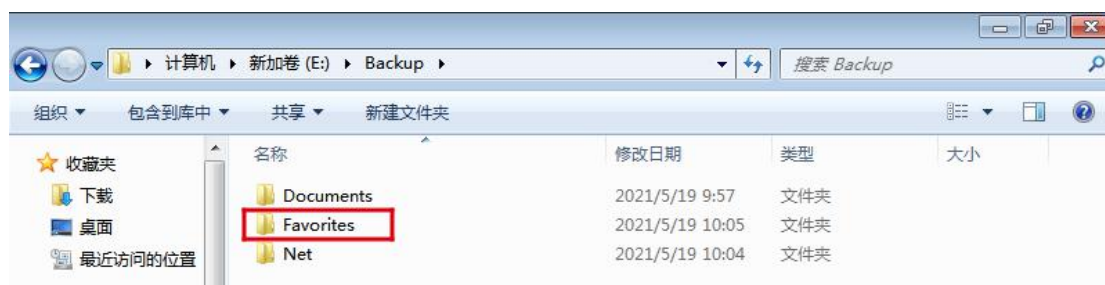 计算机 新加卷 (E:) Backup 搜索 Backup
组织 包含到库中 共享 新建文件夹
收藏夹 名称 修改日期 类型 大小
下载 Documents 2021/5/19 9:57 文件夹
桌面 Favorites 2021/5/19 10:05 文件夹
最近访问的位置 Net 2021/5/19 10:04 文件夹